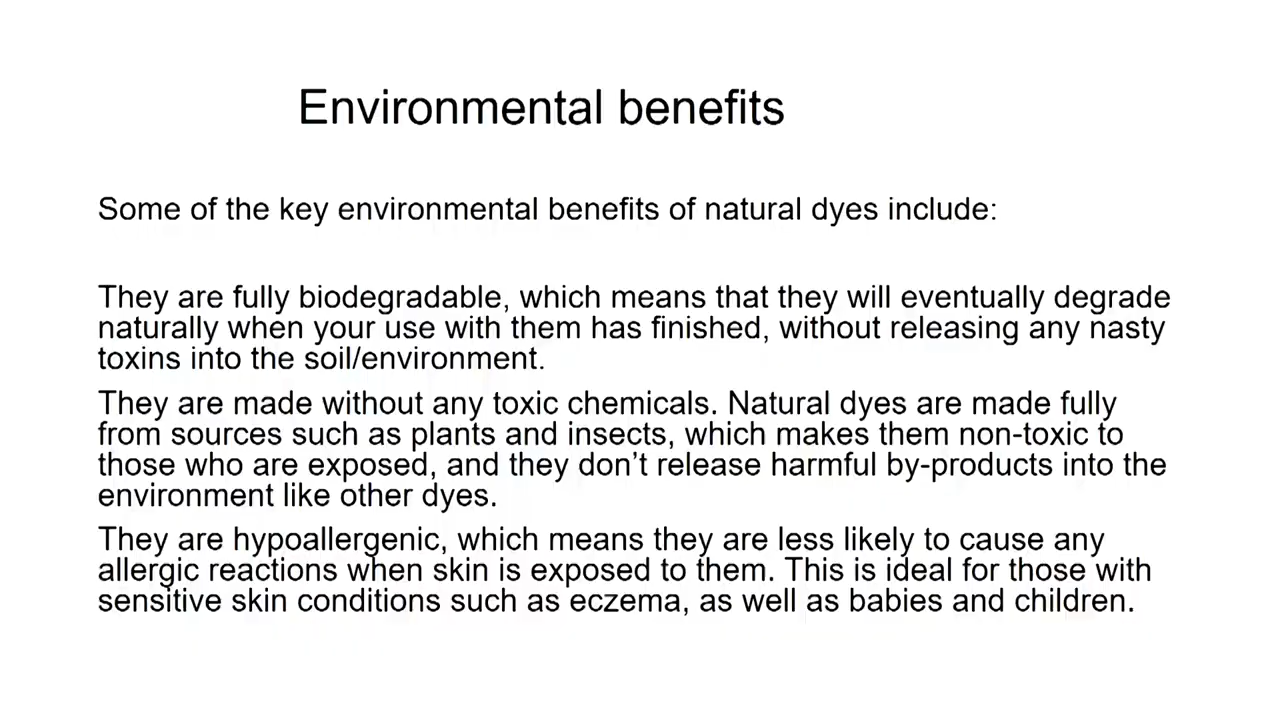 Environmental benefits
Some of the key environmental benefits of natural dyes include:
They are fully biodegradable, which means that they will eventually degrade
naturally when your use with them has finished, without releasing any nasty
toxins into the soil/environment.
They are made without any toxic chemicals. Natural dyes are made fully
from sources such as plants and insects, which makes them non-toxic to
those who are exposed, and they don’t release harmful by-products into the
environment like other dyes.
They are hypoallergenic, which means they are less likely to cause any
allergic reactions when skin is exposed to them. This is ideal for those with
sensitive skin conditions such as eczema, as well as babies and children.